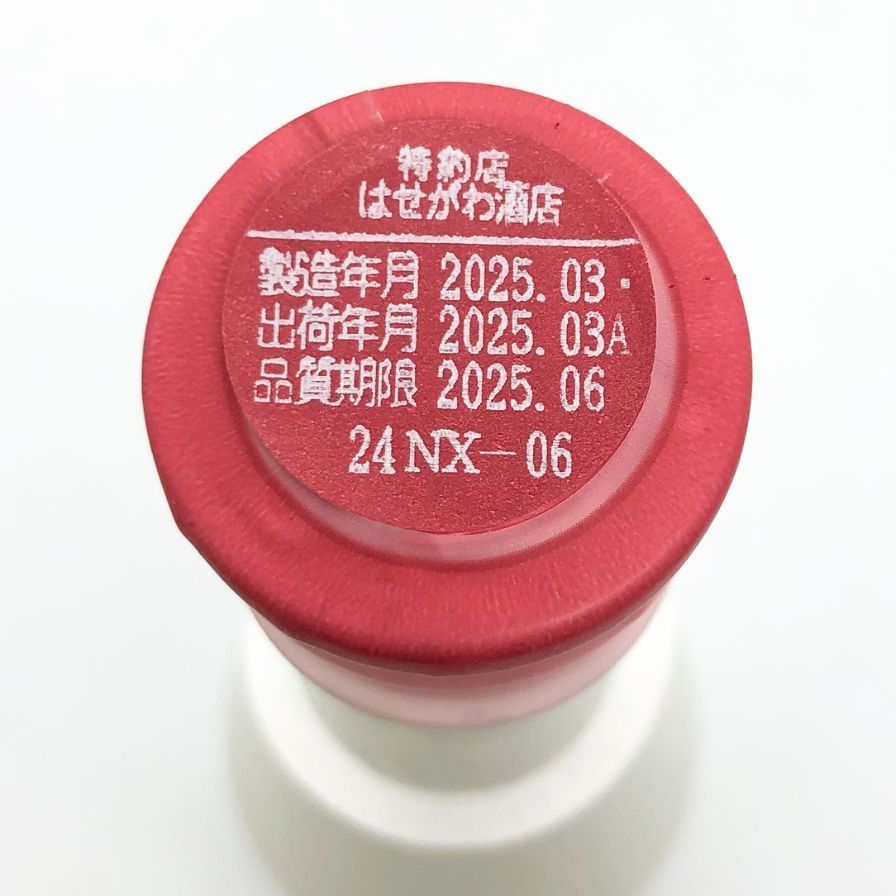 特約店
はせがわ酒店
製造年月 2025.03・
出荷年月 2025.03A
品質期限 2025.06
24NX-06